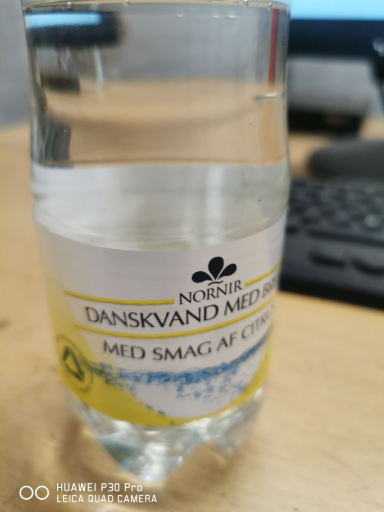 NORNIR
DANSKVAND MED
MED SMAG AF
HUAWEI P30 Pro
LEICA QUAD CAMERA